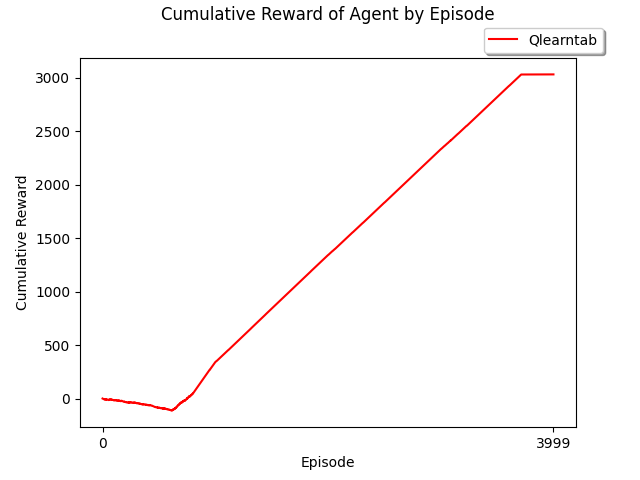 Cumulative Reward of Agent by Episode
Qlearntab
3000
2500
2000
1500
1000
500
0
Cumulative Reward
0
3999
Episode